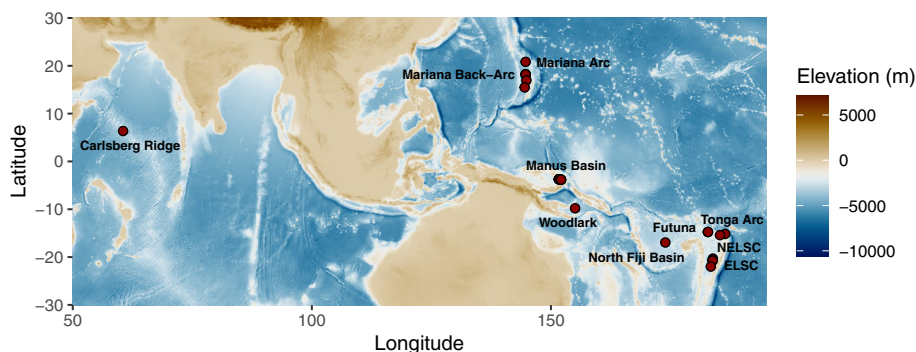 30
20
10
0
−10
−20
−30
Latitude
50
100
150
Longitude
Mariana Arc
Mariana Back−Arc
Carlsberg Ridge
Manus Basin
Woodlark
Futuna
Tonga Arc
North Fiji Basin
NELSC
ELSC
Elevation (m)
5000
0
−5000
−10000